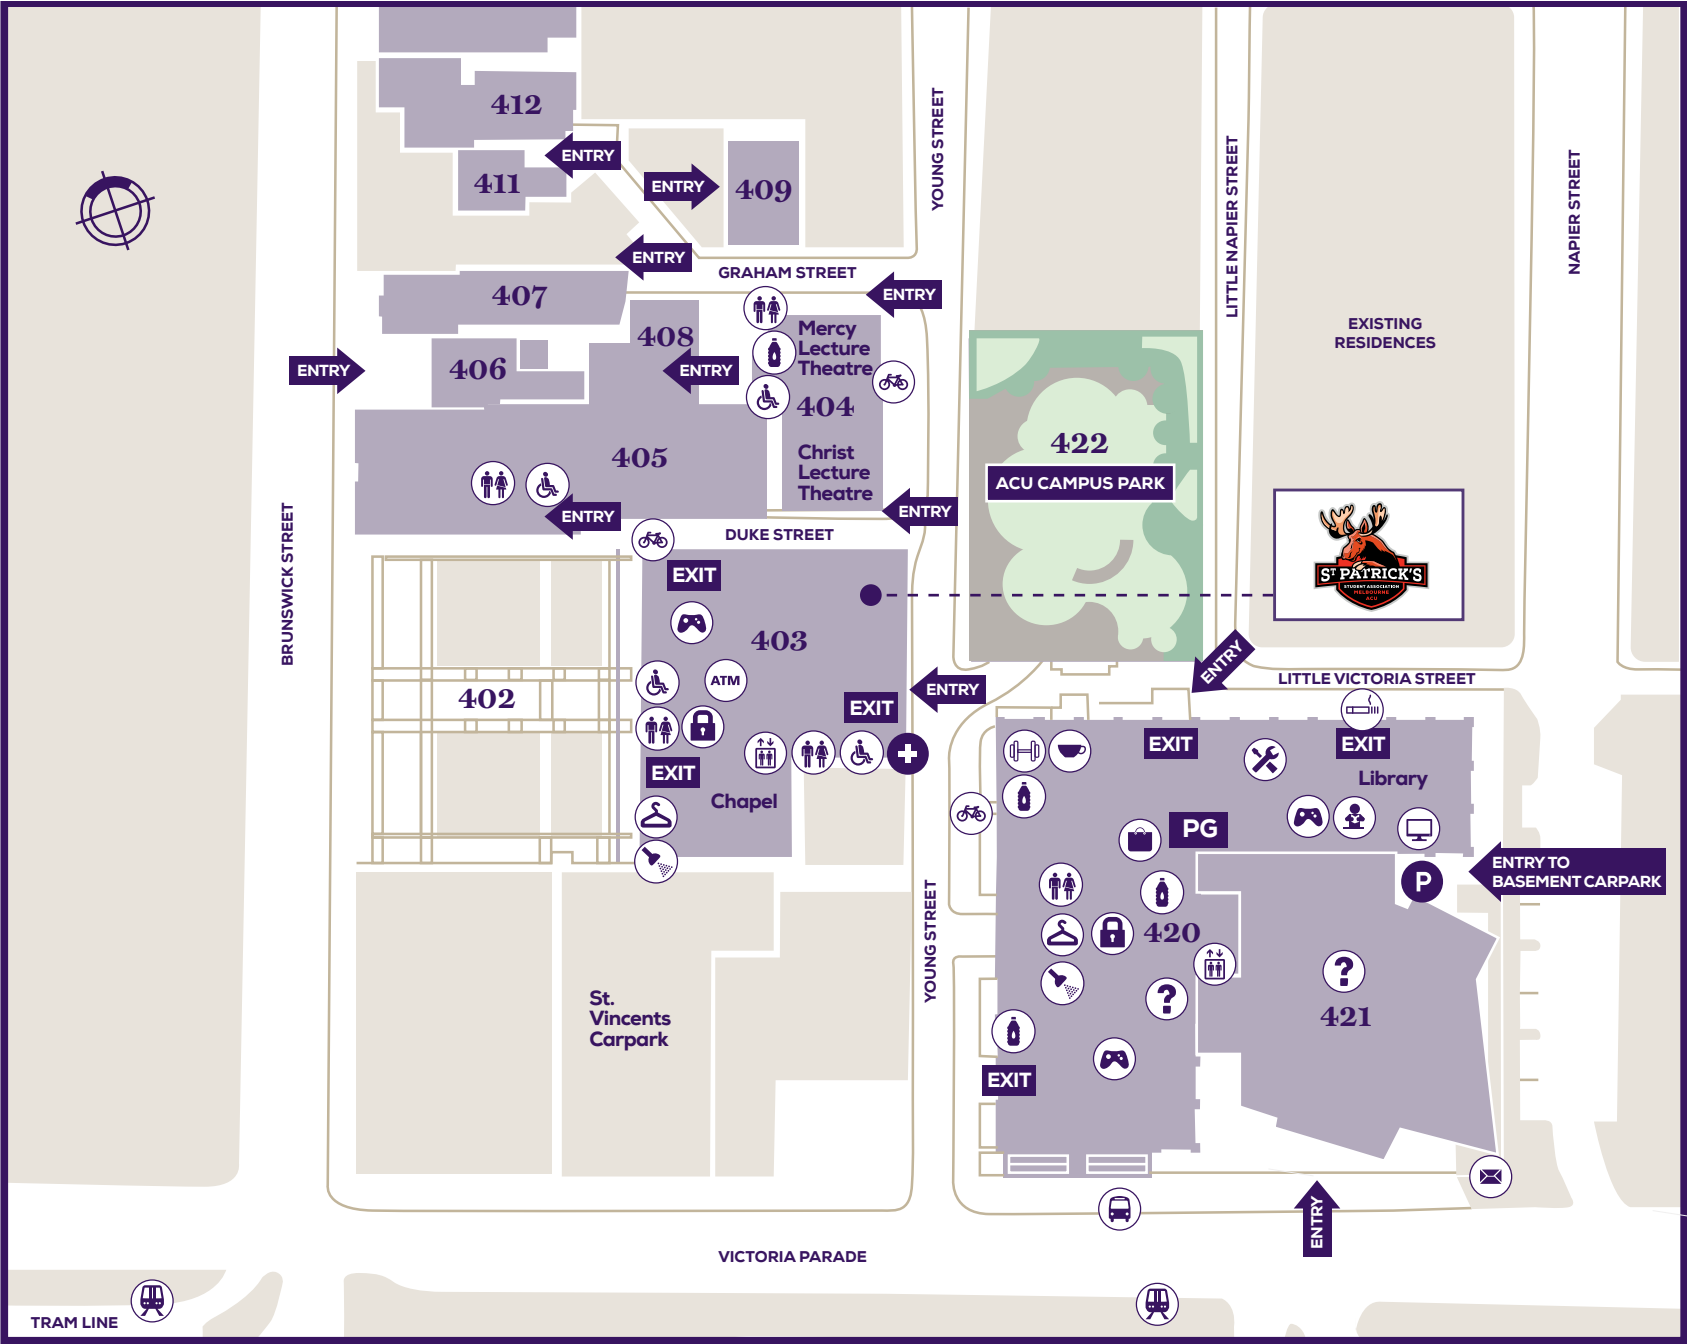 412
ENTRY
411
ENTRY
409
YOUNG STREET
LITTLE NAPIER STREET
NAPIER STREET
ENTRY
GRAHAM STREET
407
ENTRY
408
Mercy
Lecture
Theatre
EXISTING
RESIDENCES
ENTRY
406
ENTRY
404
405
422
ACU CAMPUS PARK
Christ
Lecture
Theatre
ENTRY
ENTRY
DUKE STREET
BRUNSWICK STREET
EXIT
ST PATRICK'S
STUDENT ASSOCIATION
MELBOURNE
ACU
403
ENTRY
ATM
ENTRY
LITTLE VICTORIA STREET
402
EXIT
EXIT
EXIT
EXIT
Library
Chapel
PG
ENTRY TO
BASEMENT CARPARK
P
YOUNG STREET
420
?
?
421
St.
Vincents
Carpark
EXIT
ENTRY
VICTORIA PARADE
TRAM LINE